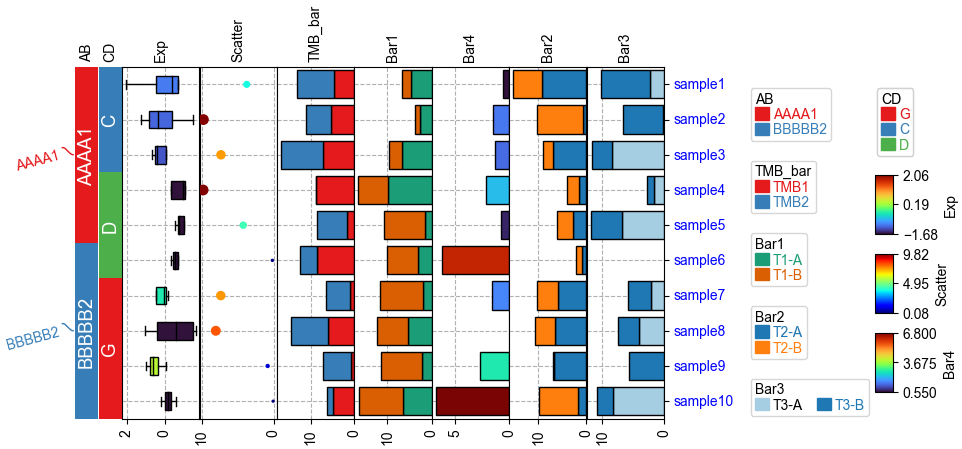 AB
CD
Exp
Scatter
TMB_bar
Bar1
Bar4
Bar2
Bar3
AAAA1
BBBBB2
AAAA1
BBBBB2
C
D
G
sample1
sample2
sample3
sample4
sample5
sample6
sample7
sample8
sample9
sample10
2 0
10 0
10 0
10 0
5 0
10 0
10 0
AB
AAAA1
BBBBB2
TMB_bar
TMB1
TMB2
Bar1
T1-A
T1-B
Bar2
T2-A
T2-B
Bar3
T3-A T3-B
CD
G
C
D
2.06
0.19
−1.68
Exp
9.82
4.95
0.08
Scatter
6.800
3.675
0.550
Bar4